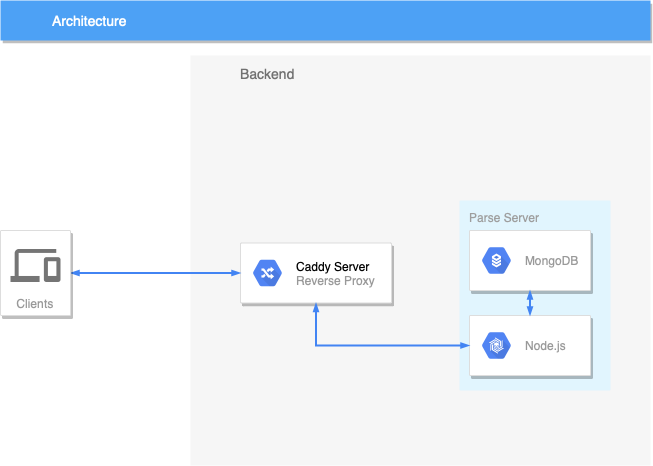 Architecture
Backend
Parse Server
MongoDB
Clients
Caddy Server
Reverse Proxy
Node.js